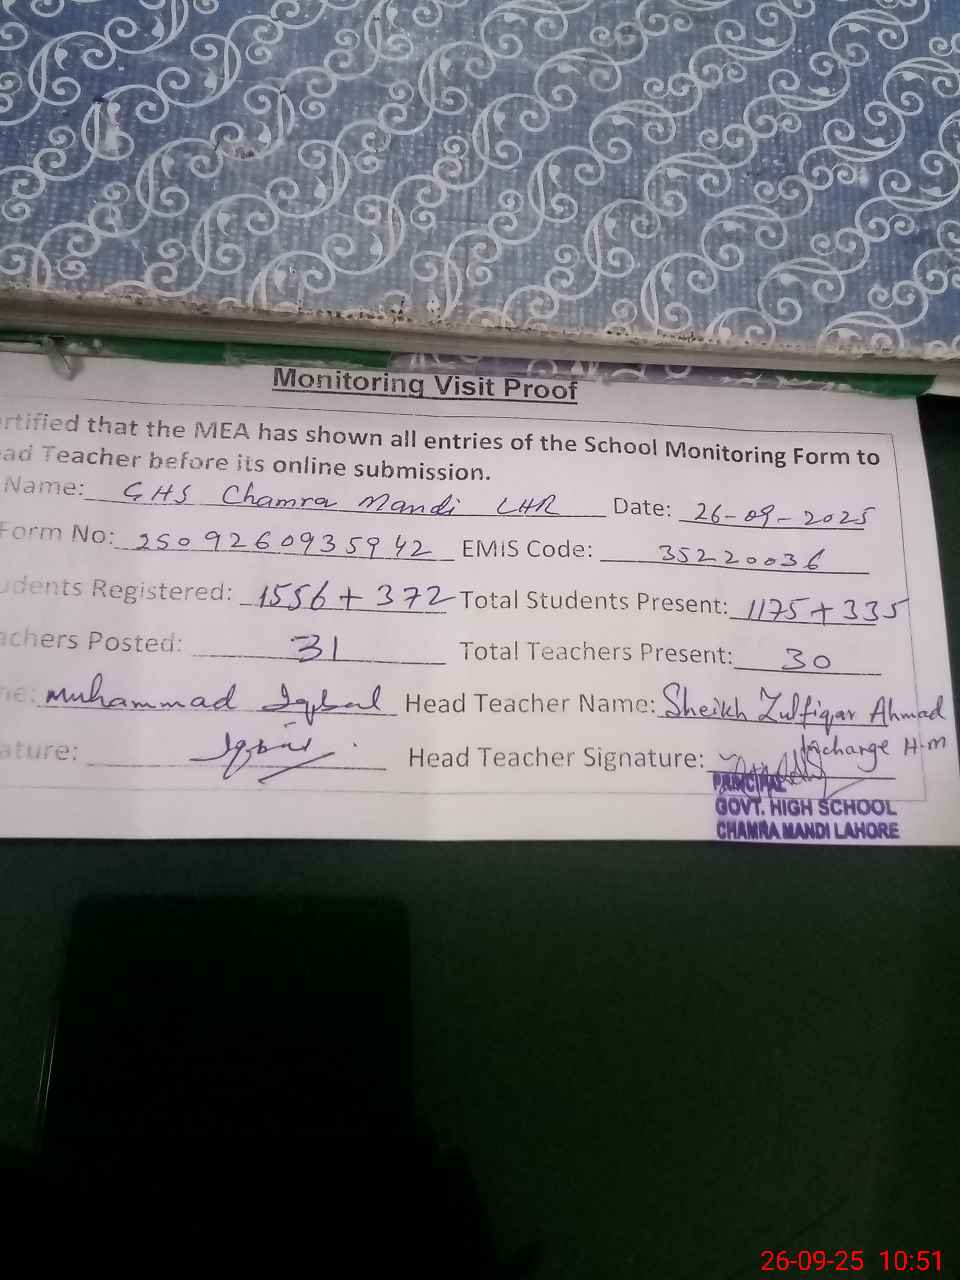 Monitoring Visit Proof
rtified that the MEA has shown all entries of the School Monitoring Form to
ad Teacher before its online submission.
Name: GHS Chamra Mandi LHR Date: 26-09-2025
Form No: 2509260935942 EMIS Code: 35220036
udents Registered: 1556+372 Total Students Present: 1175+335
achers Posted: 31 Total Teachers Present: 30
ne: Muhammad Iqbal Head Teacher Name: Sheikh Zulfiqar Ahmad
Incharge H.m
ature: Iqbal Head Teacher Signature:
PRINCIPAL
GOVT. HIGH SCHOOL
CHAMRA MANDI LAHORE
26-09-25 10:51